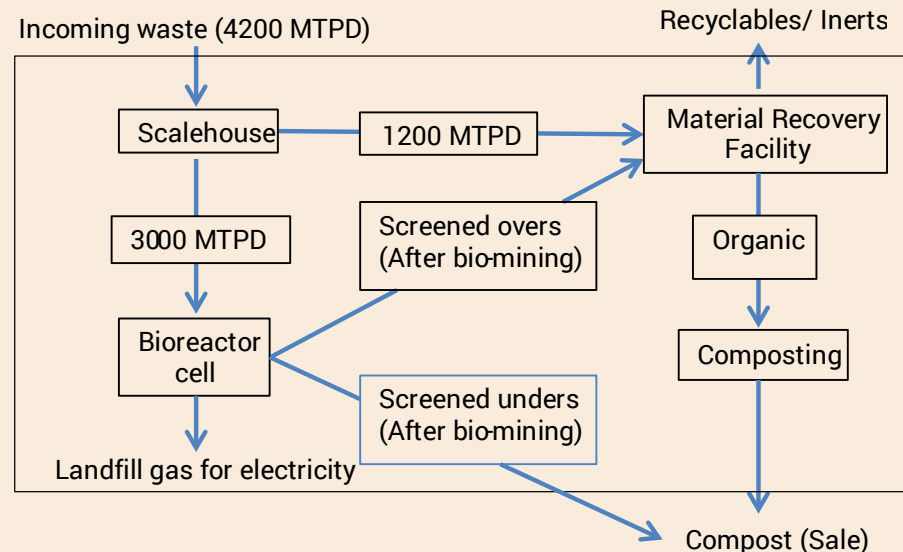 Incoming waste (4200 MTPD)
Recyclables/ Inerts
Scalehouse
1200 MTPD
Material Recovery
Facility
3000 MTPD
Screened overs
(After bio-mining)
Organic
Bioreactor
cell
Composting
Screened unders
(After bio-mining)
Landfill gas for electricity
Compost (Sale)